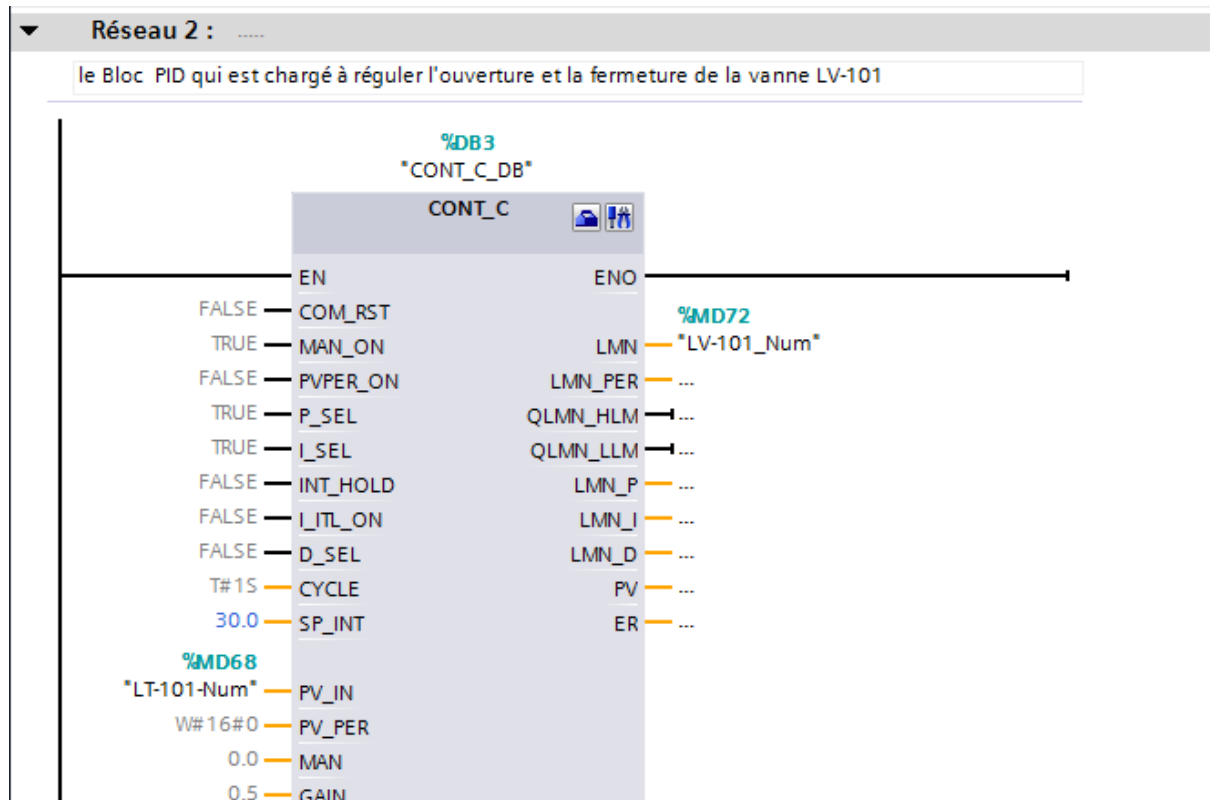 Réseau 2 : .....
le Bloc PID qui est chargé à réguler l'ouverture et la fermeture de la vanne LV-101
%DB3
"CONT_C_DB"
CONT_C
EN ENO
FALSE COM_RST %MD72
TRUE MAN_ON LMN "LV-101_Num"
FALSE PVPER_ON LMN_PER ...
TRUE P_SEL QLMN_HLM ...
TRUE I_SEL QLMN_LLM ...
FALSE INT_HOLD LMN_P ...
FALSE I_ITL_ON LMN_I ...
FALSE D_SEL LMN_D ...
T#1S CYCLE PV ...
30.0 SP_INT ER ...
%MD68
"LT-101-Num" PV_IN
W#16#0 PV_PER
0.0 MAN
0.5 GAIN